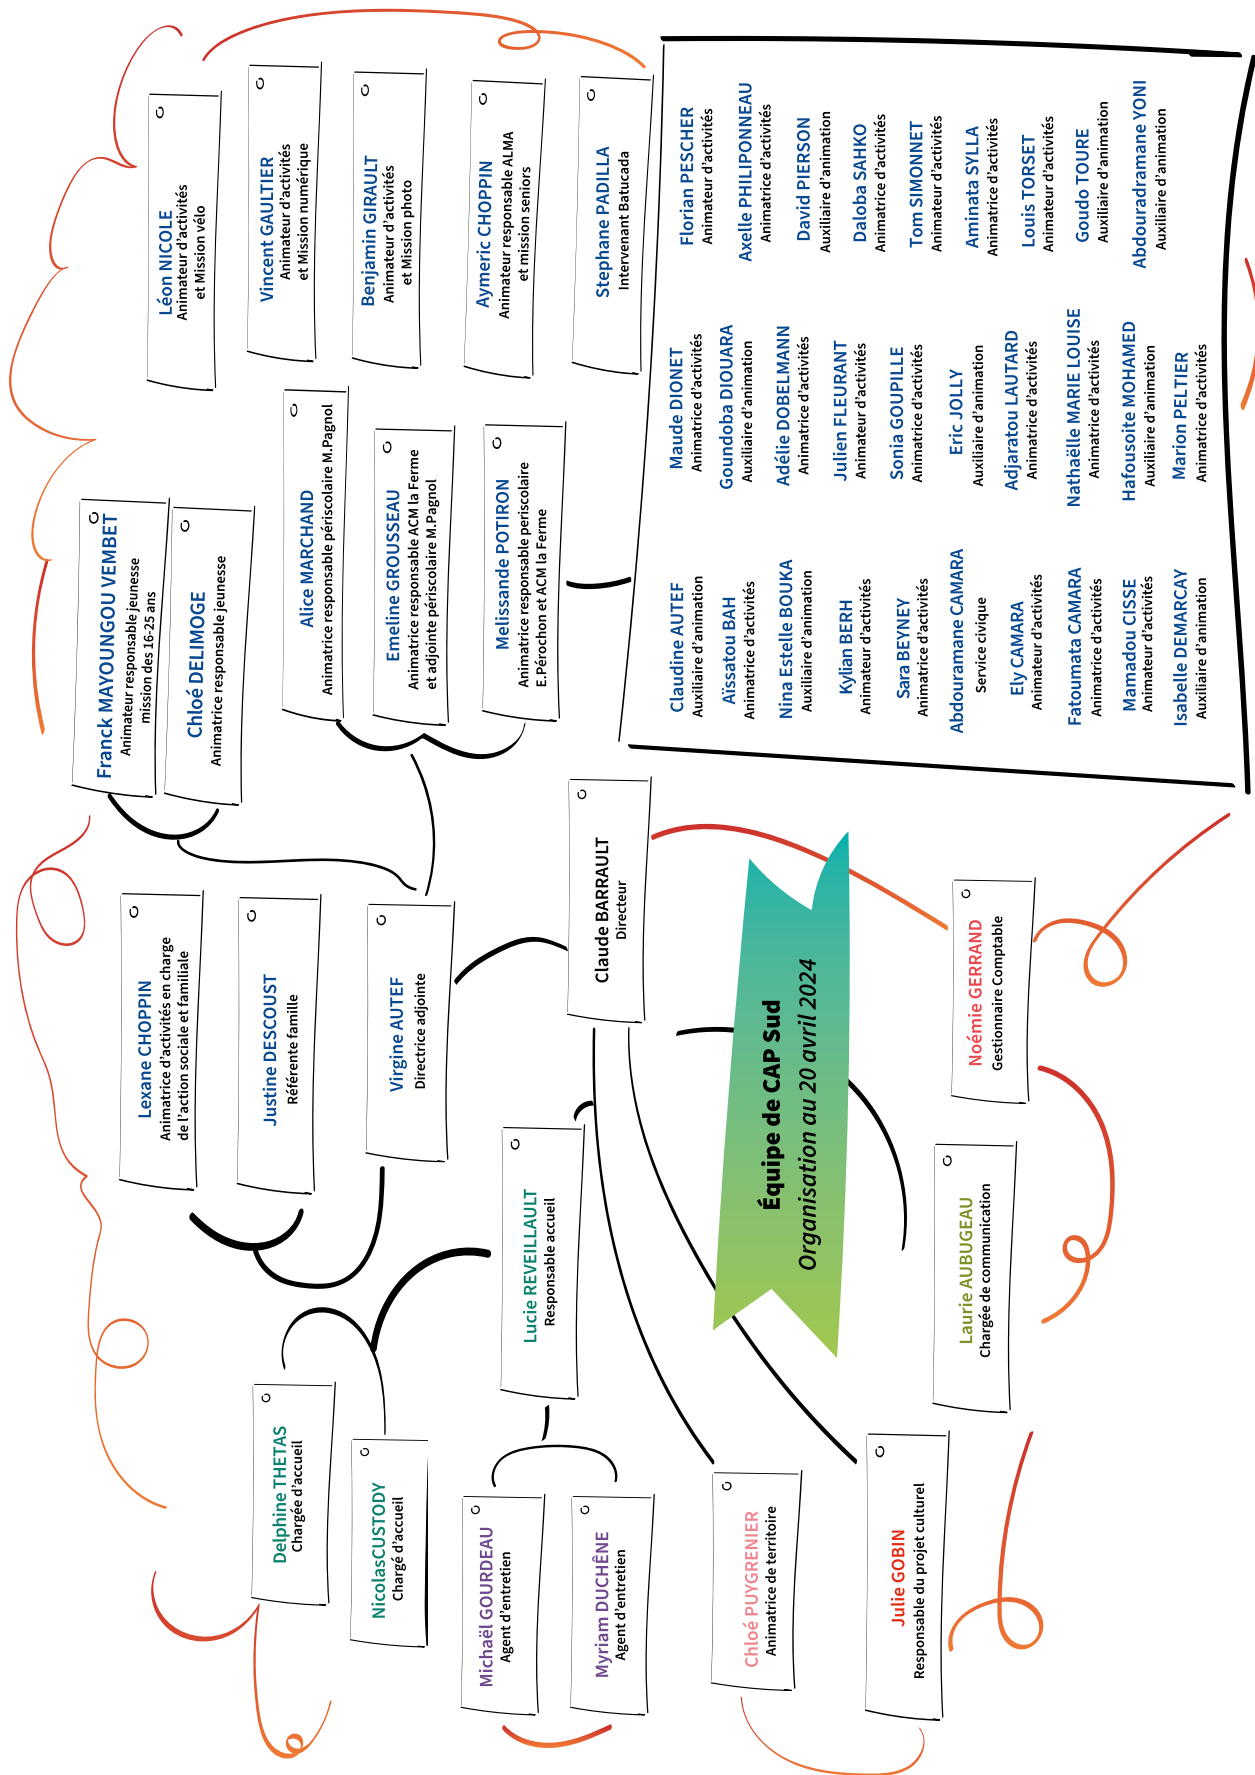 Équipe de CAP Sud
Organisation au 20 avril 2024
Claude BARRAULT
Directeur
Virgine AUTEF
Directrice adjointe
Justine DESCOUST
Référente famille
Lexane CHOPPIN
Animatrice d'activités en charge
de l'action sociale et familiale
Lucie REVEILLAULT
Responsable accueil
Delphine THETAS
Chargée d'accueil
NicolasCUSTODY
Chargé d'accueil
Michaël GOURDEAU
Agent d'entretien
Myriam DUCHÊNE
Agent d'entretien
Chloé PUYGRENIER
Animatrice de territoire
Julie GOBIN
Responsable du projet culturel
Laurie AUBUGEAU
Chargée de communication
Noémie GERRAND
Gestionnaire Comptable
Franck MAYOUNGOU VEMBET
Animateur responsable jeunesse
mission des 16-25 ans
Chloé DELIMOGE
Animatrice responsable jeunesse
Alice MARCHAND
Animatrice responsable périscolaire M.Pagnol
Emeline GROUSSEAU
Animatrice responsable ACM la Ferme
et adjointe périscolaire M.Pagnol
Melissande POTIRON
Animatrice responsable periscolaire
E.Pérochon et ACM la Ferme
Léon NICOLE
Animateur d'activités
et Mission vélo
Vincent GAULTIER
Animateur d'activités
et Mission numérique
Benjamin GIRAULT
Animateur d'activités
et Mission photo
Aymeric CHOPPIN
Animateur responsable ALMA
et mission seniors
Stephane PADILLA
Intervenant Batucada
Claudine AUTEF
Auxiliaire d'animation
Aïssatou BAH
Animatrice d'activités
Nina Estelle BOUKA
Auxiliaire d'animation
Kylian BERH
Animateur d'activités
Sara BEYNEY
Animatrice d'activités
Abdouramane CAMARA
Service civique
Ely CAMARA
Animateur d'activités
Fatoumata CAMARA
Animatrice d'activités
Mamadou CISSE
Animateur d'activités
Isabelle DEMARCAY
Auxiliaire d'animation
Maude DIONET
Animatrice d'activités
Goundoba DIOUARA
Auxiliaire d'animation
Adélie DOBELMANN
Animatrice d'activités
Julien FLEURANT
Animateur d'activités
Sonia GOUPILLE
Animatrice d'activités
Eric JOLLY
Auxiliaire d'animation
Adjaratou LAUTARD
Animatrice d'activités
Nathaëlle MARIE LOUISE
Animatrice d'activités
Hafousoite MOHAMED
Auxiliaire d'animation
Marion PELTIER
Animatrice d'activités
Florian PESCHER
Animateur d'activités
Axelle PHILIPONNEAU
Animatrice d'activités
David PIERSON
Auxiliaire d'animation
Daloba SAHKO
Animatrice d'activités
Tom SIMONNET
Animateur d'activités
Aminata SYLLA
Animatrice d'activités
Louis TORSET
Animateur d'activités
Goudo TOURE
Auxiliaire d'animation
Abdouradramane YONI
Auxiliaire d'animation